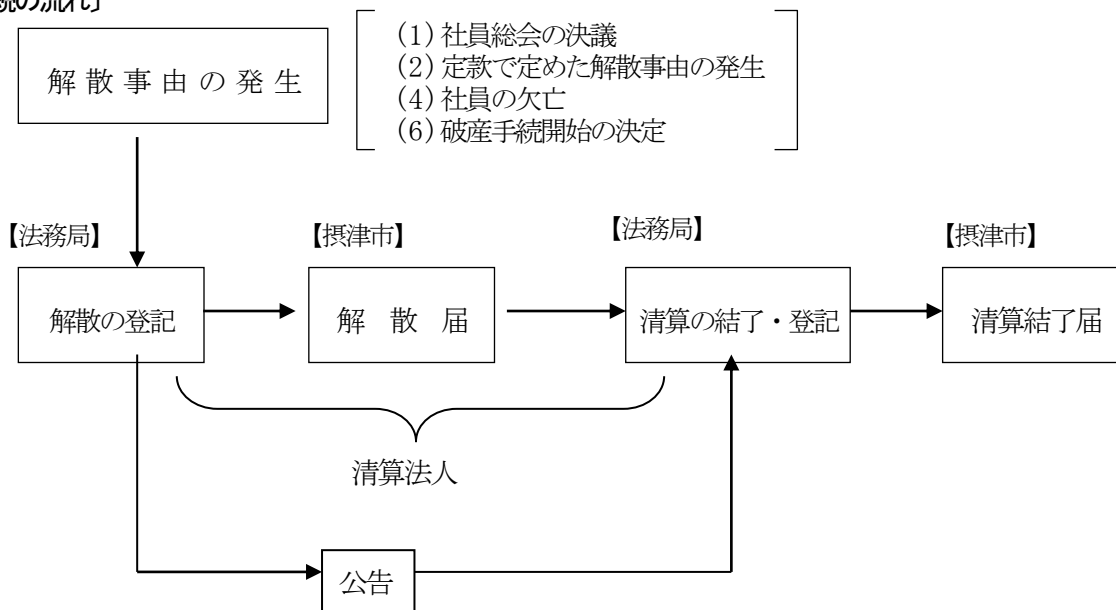 の流れ〕
解散事由の発生
(1) 社員総会の決議
(2) 定款で定めた解散事由の発生
(4) 社員の欠亡
(6) 破産手続開始の決定
【法務局】
【摂津市】
【法務局】
【摂津市】
解散の登記
解散届
清算の結了・登記
清算結了届
清算法人
公告